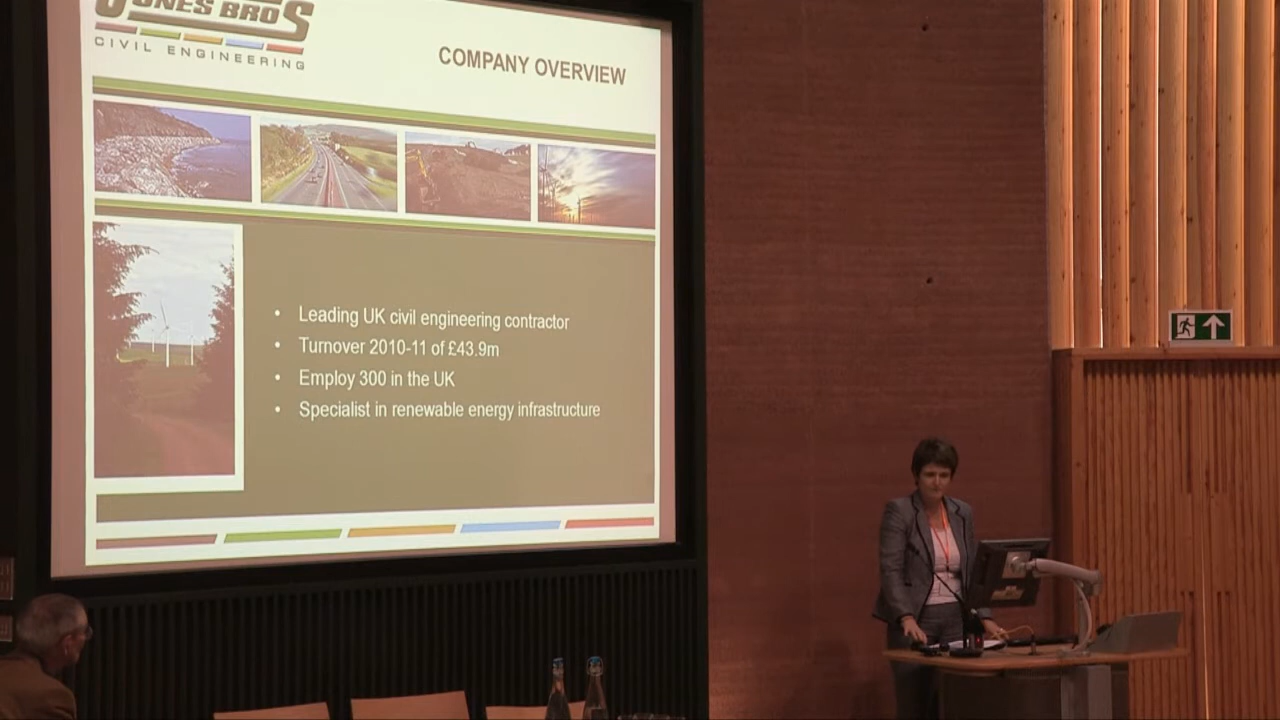 JONES BROS
CIVIL ENGINEERING
COMPANY OVERVIEW
• Leading UK civil engineering contractor
• Turnover 2010-11 of £43.9m
• Employ 300 in the UK
• Specialist in renewable energy infrastructure